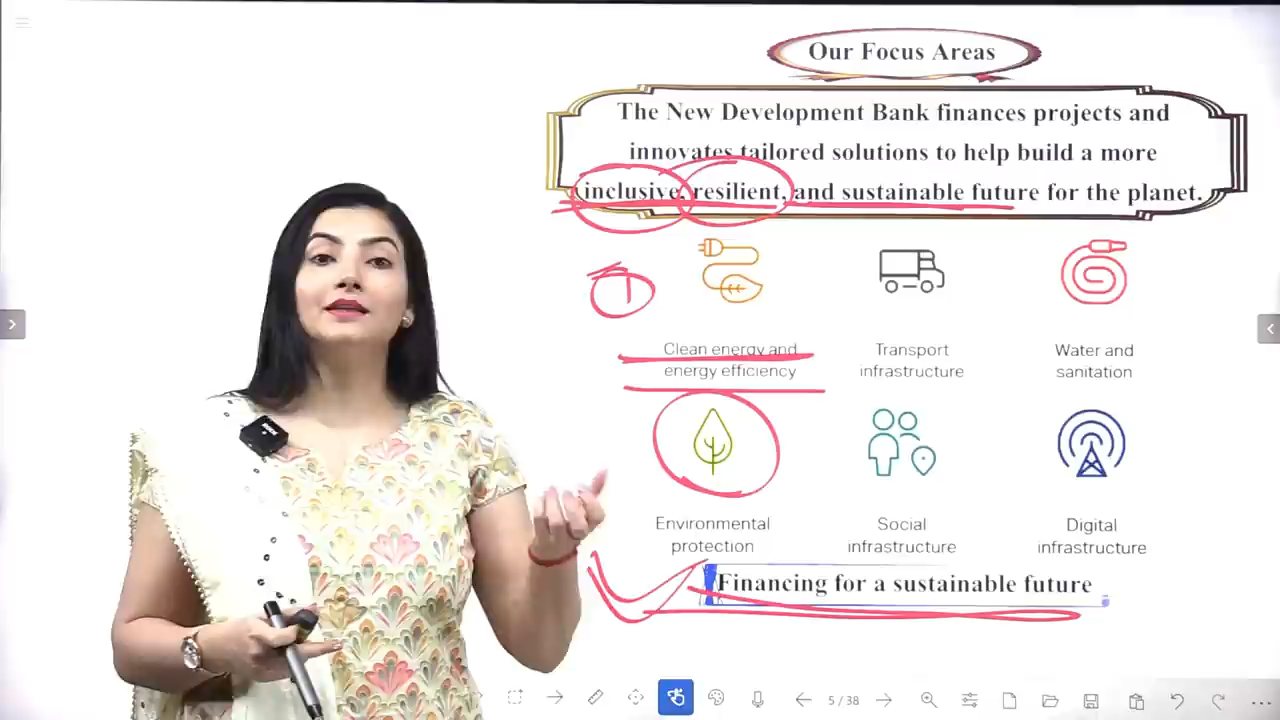 Our Focus Areas
The New Development Bank finances projects and
innovates tailored solutions to help build a more
inclusive, resilient, and sustainable future for the planet.
1
Clean energy and
energy efficiency
Transport
infrastructure
Water and
sanitation
Environmental
protection
Social
infrastructure
Digital
infrastructure
Financing for a sustainable future
5 / 38